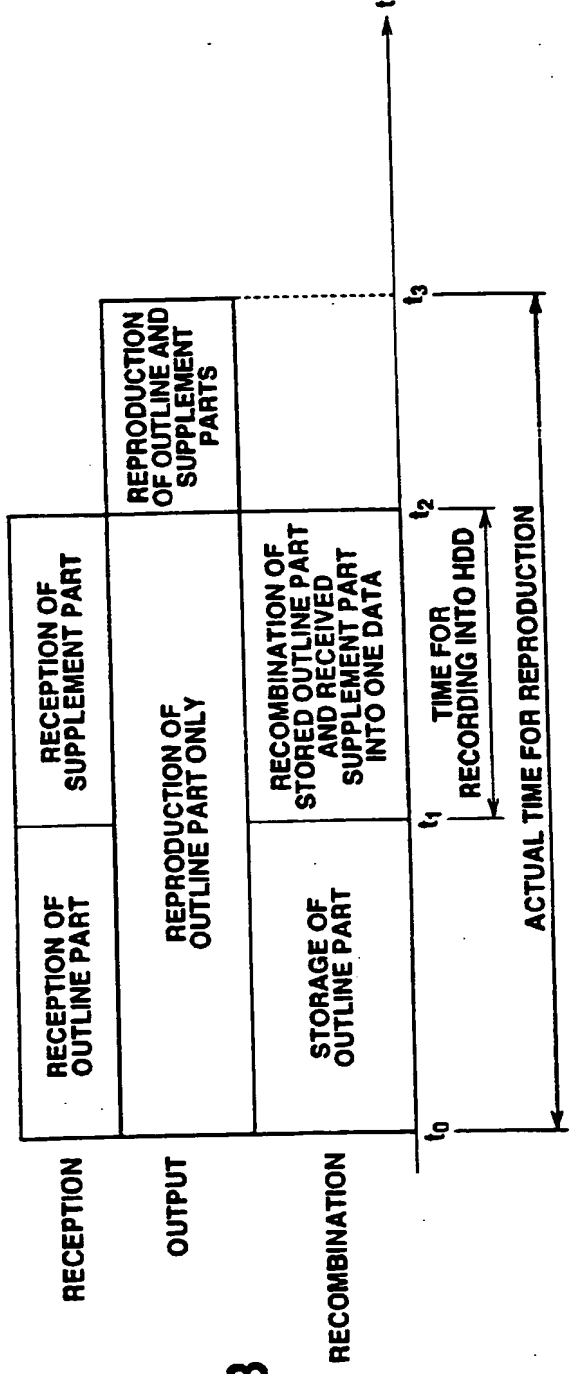 RECEPTION
RECEPTION OF
OUTLINE PART
RECEPTION OF
SUPPLEMENT PART
OUTPUT
REPRODUCTION OF
OUTLINE PART ONLY
REPRODUCTION
OF OUTLINE AND
SUPPLEMENT
PARTS
RECOMBINATION
STORAGE OF
OUTLINE PART
RECOMBINATION OF
STORED OUTLINE PART
AND RECEIVED
SUPPLEMENT PART
INTO ONE DATA
t
t0
t1
t2
t3
TIME FOR
RECORDING INTO HDD
ACTUAL TIME FOR REPRODUCTION